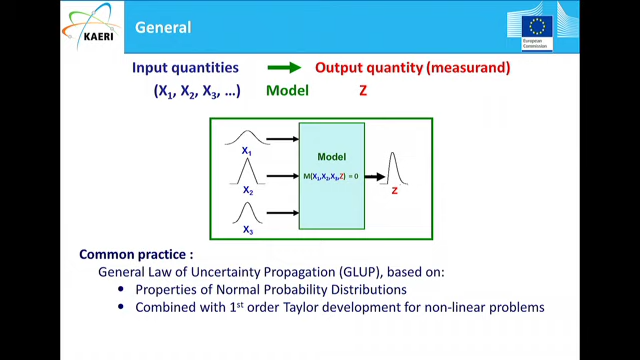 KAERI
General
European
Commission
Input quantities Output quantity (measurand)
(X1, X2, X3, …) Model Z
X1
Model
M(X1,X2,X3,Z) = 0
X2
Z
X3
Common practice :
General Law of Uncertainty Propagation (GLUP), based on:
• Properties of Normal Probability Distributions
• Combined with 1st order Taylor development for non-linear problems